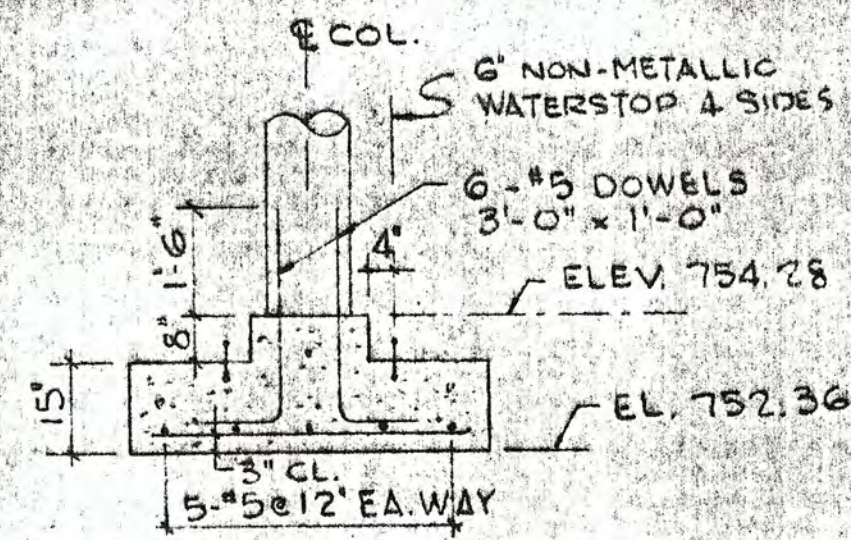 ℄ COL.
6" NON-METALLIC
WATERSTOP 4 SIDES
6 - #5 DOWELS
3'-0" x 1'-0"
4"
1'-6"
ELEV. 754.28
8"
15"
EL. 752.36
3" CL.
5-#5@12" EA. WAY